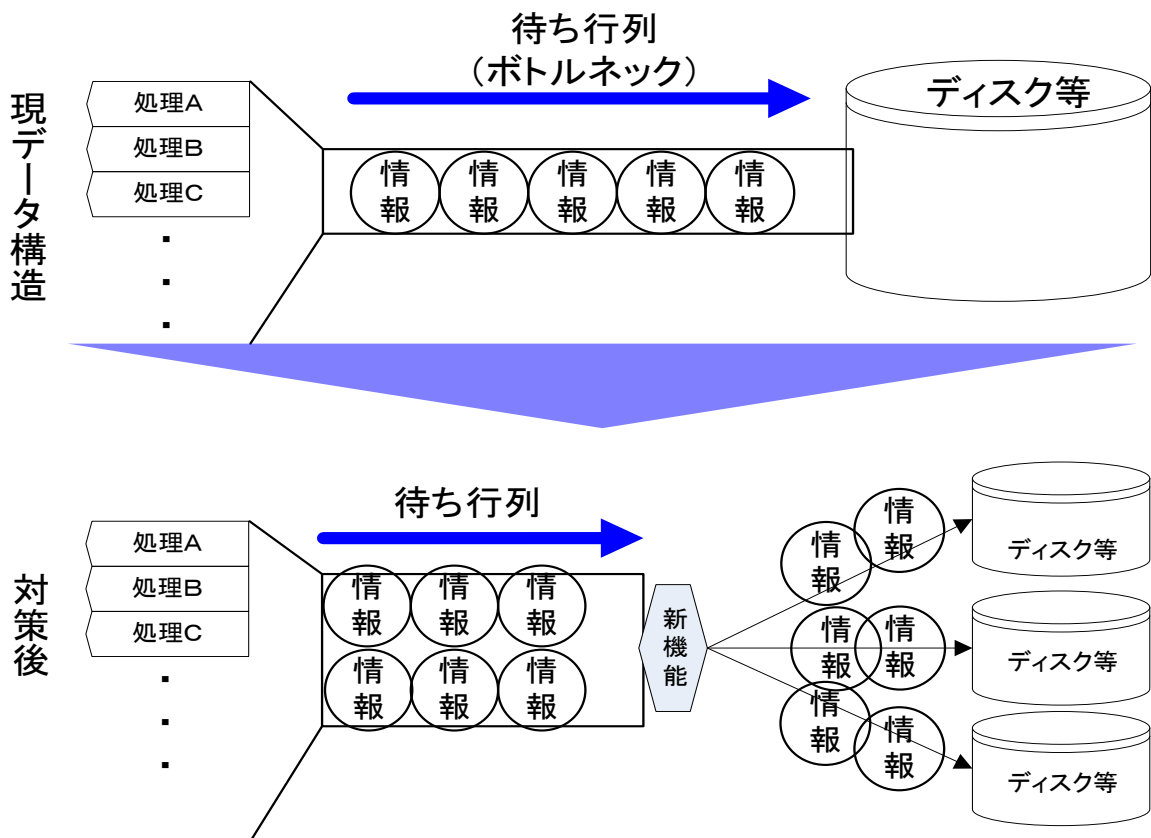 現データ構造
処理A
処理B
処理C
・
・
・
待ち行列
（ボトルネック）
情報
情報
情報
情報
情報
ディスク等
対策後
処理A
処理B
処理C
・
・
・
待ち行列
情報
情報
情報
情報
情報
情報
新機能
情報
情報
情報
情報
情報
情報
ディスク等
ディスク等
ディスク等